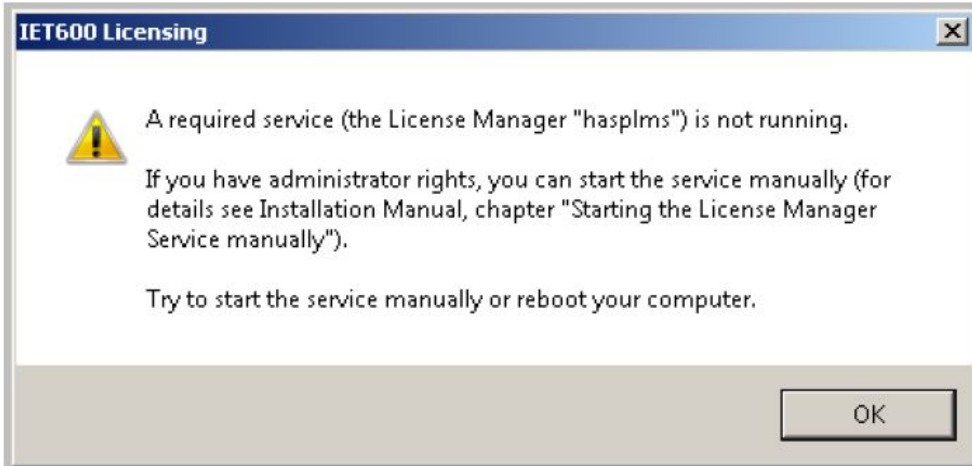 IET600 Licensing
A required service (the License Manager "hasplms") is not running.
If you have administrator rights, you can start the service manually (for
details see Installation Manual, chapter "Starting the License Manager
Service manually").
Try to start the service manually or reboot your computer.
OK